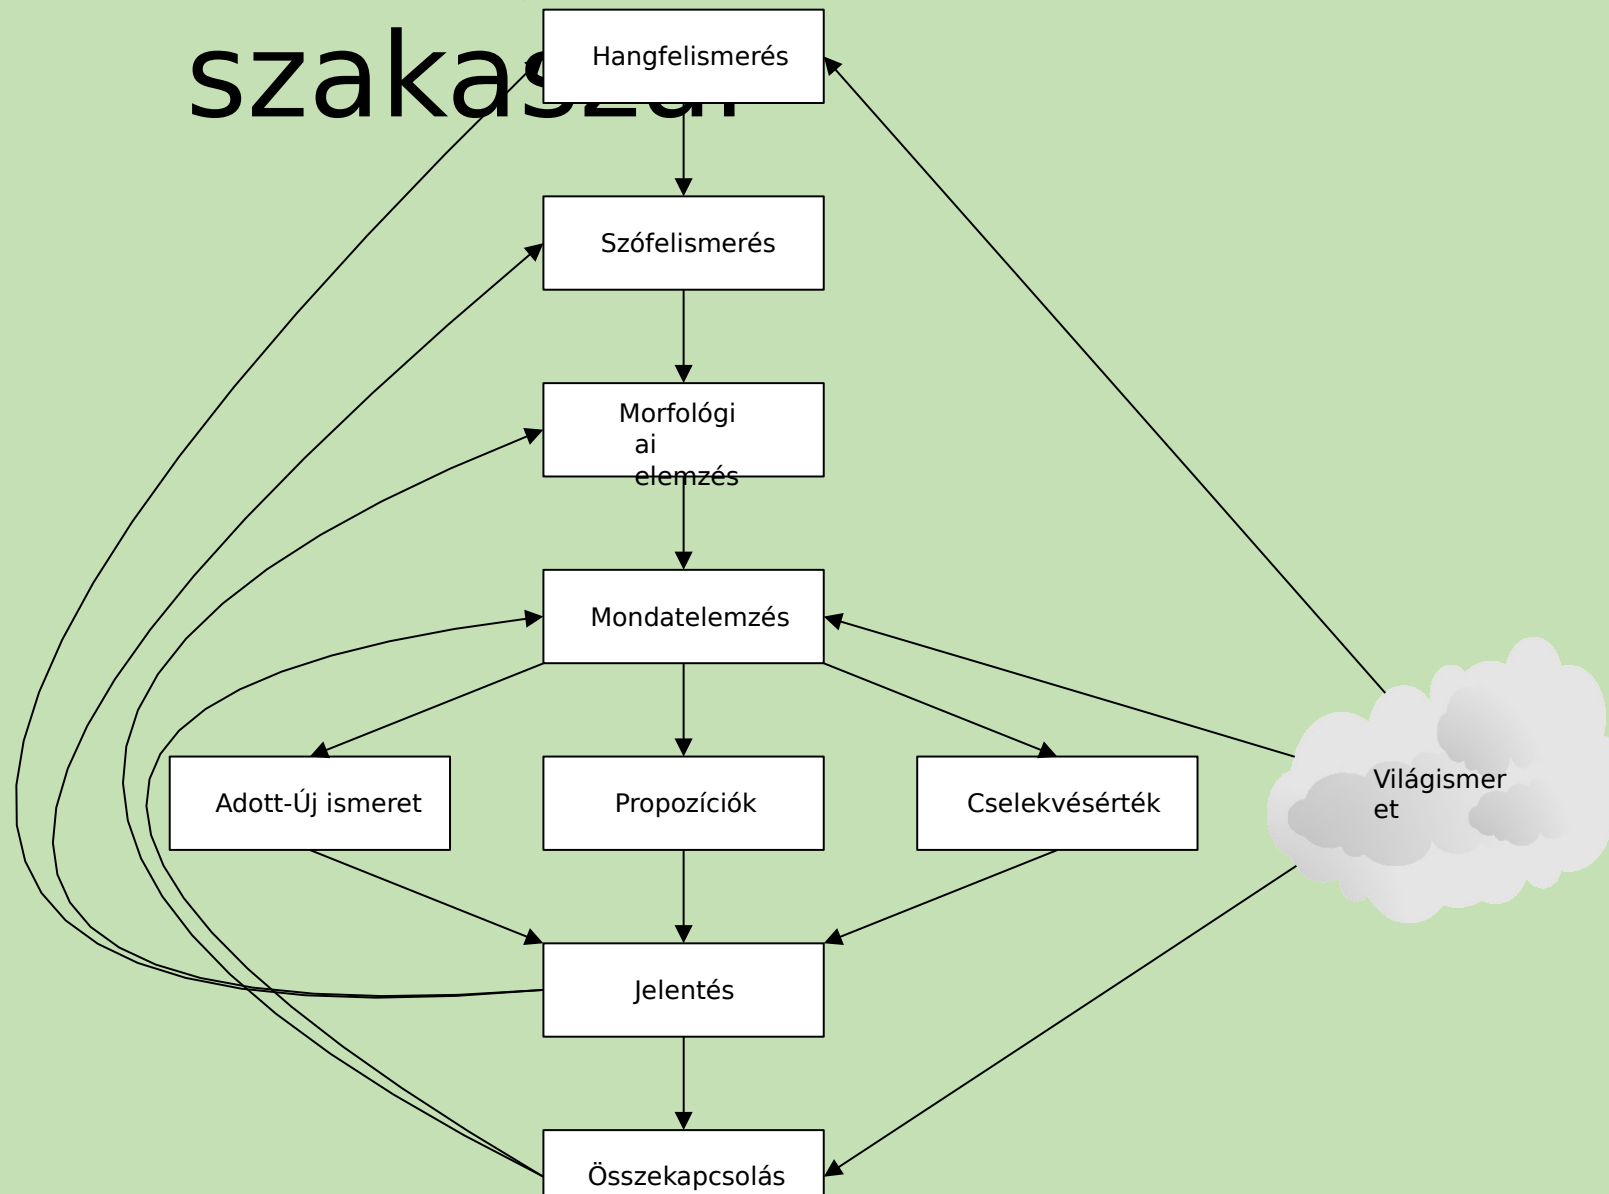 szakaszai
Hangfelismerés
Szófelismerés
Morfológi
ai
elemzés
Mondatelemzés
Adott-Új ismeret
Propozíciók
Cselekvésérték
Világismer
et
Jelentés
Összekapcsolás